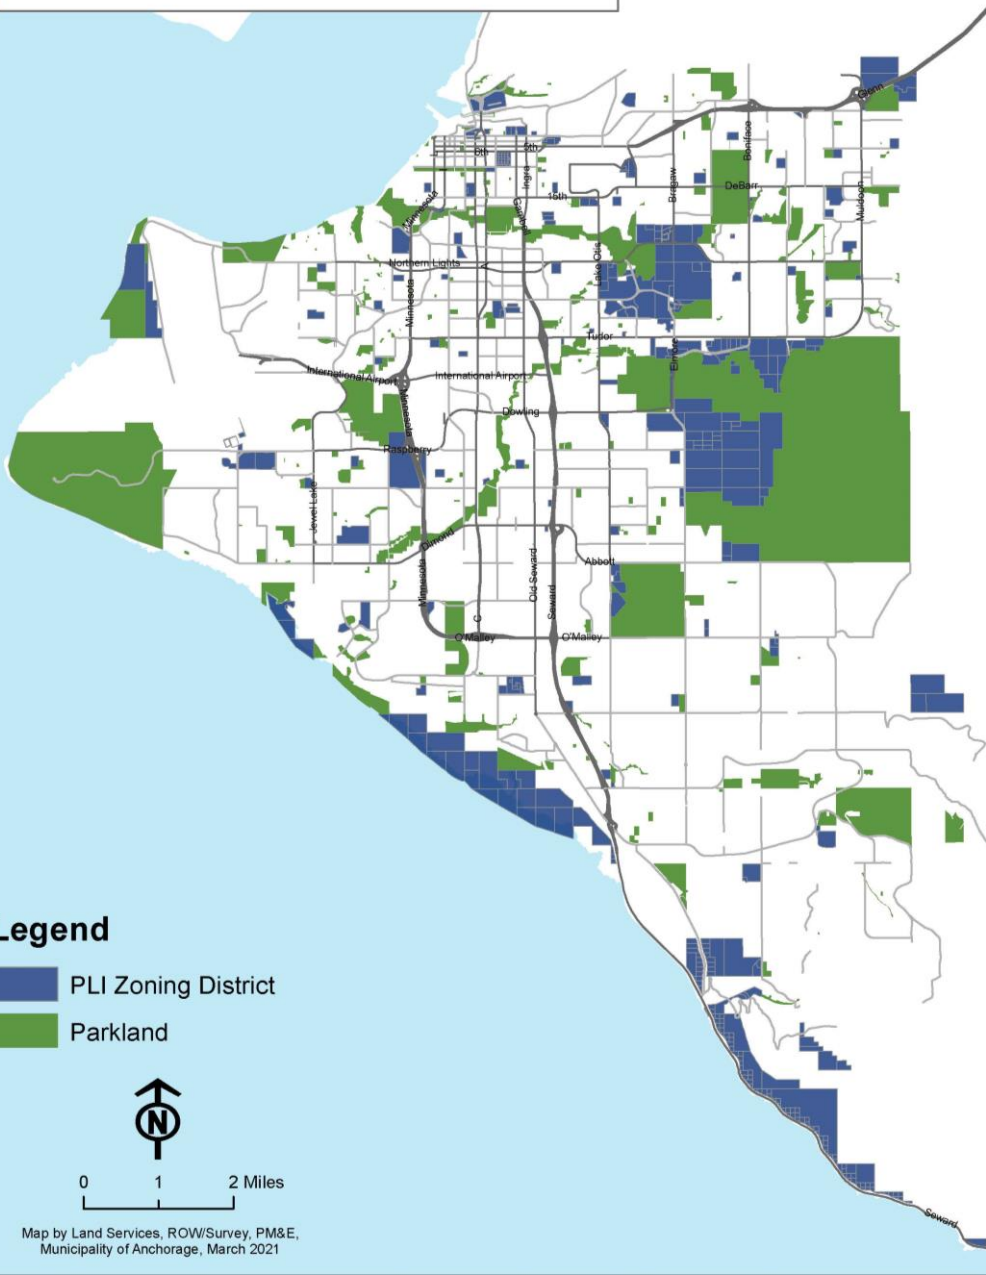 Glenn
Boniface
6th
5th
Ingra
Bragaw
DeBarr
Muldoon
15th
Minnesota
Gambell
Lake Otis
Northern Lights
A
Minnesota
Tudor
Elmore
International Airport
International Airport
Minnesota
Dowling
Raspberry
Jewel Lake
Dimond
Abbott
Old Seward
Seward
Minnesota
C
O'Malley
O'Malley
Legend
PLI Zoning District
Parkland
N
0 1 2 Miles
Map by Land Services, ROW/Survey, PM&E,
Municipality of Anchorage, March 2021
Seward